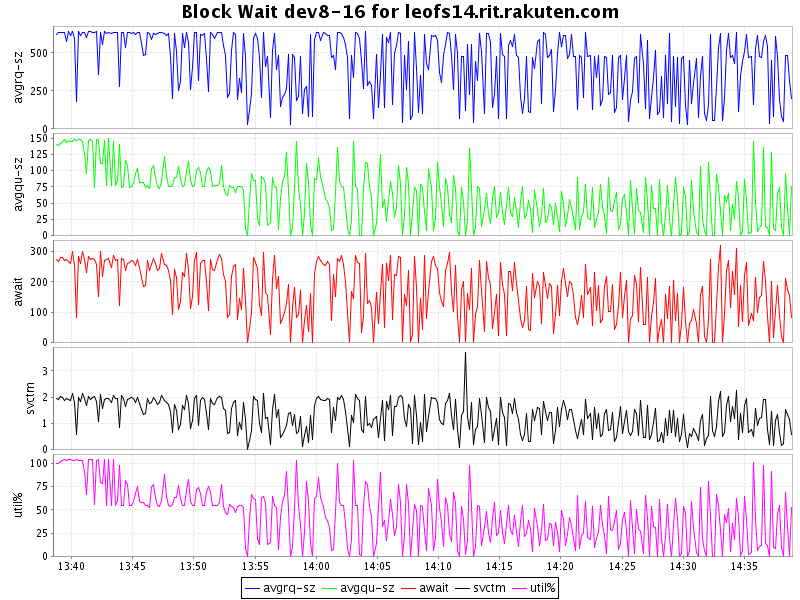 Block Wait dev8-16 for leofs14.rit.rakuten.com
avgrq-sz
500
250
0
avgqu-sz
150
125
100
75
50
25
0
await
300
200
100
0
svctm
3
2
1
0
util%
100
75
50
25
0
13:40 13:45 13:50 13:55 14:00 14:05 14:10 14:15 14:20 14:25 14:30 14:35
avgrq-sz avgqu-sz await svctm util%